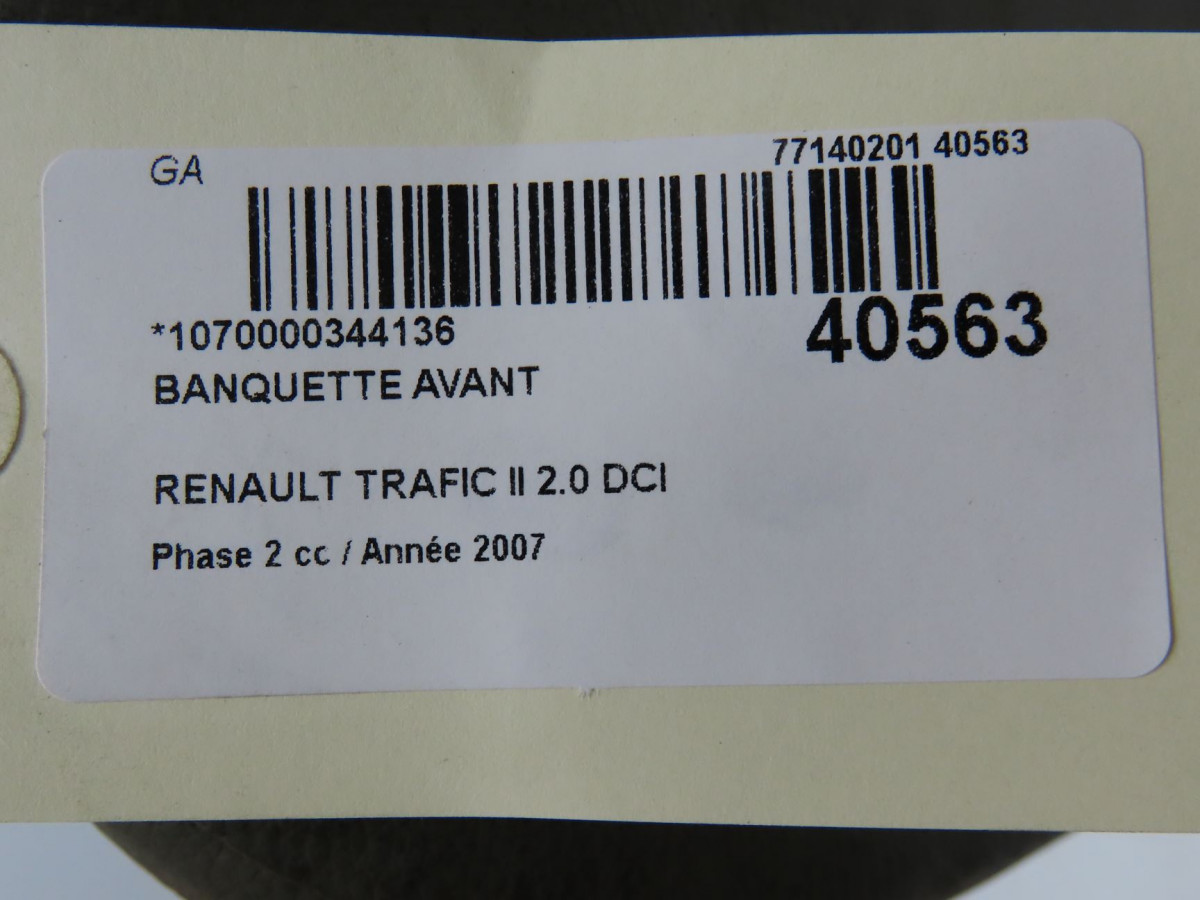 GA
77140201 40563
*1070000344136
40563
BANQUETTE AVANT
RENAULT TRAFIC II 2.0 DCI
Phase 2 cc / Année 2007